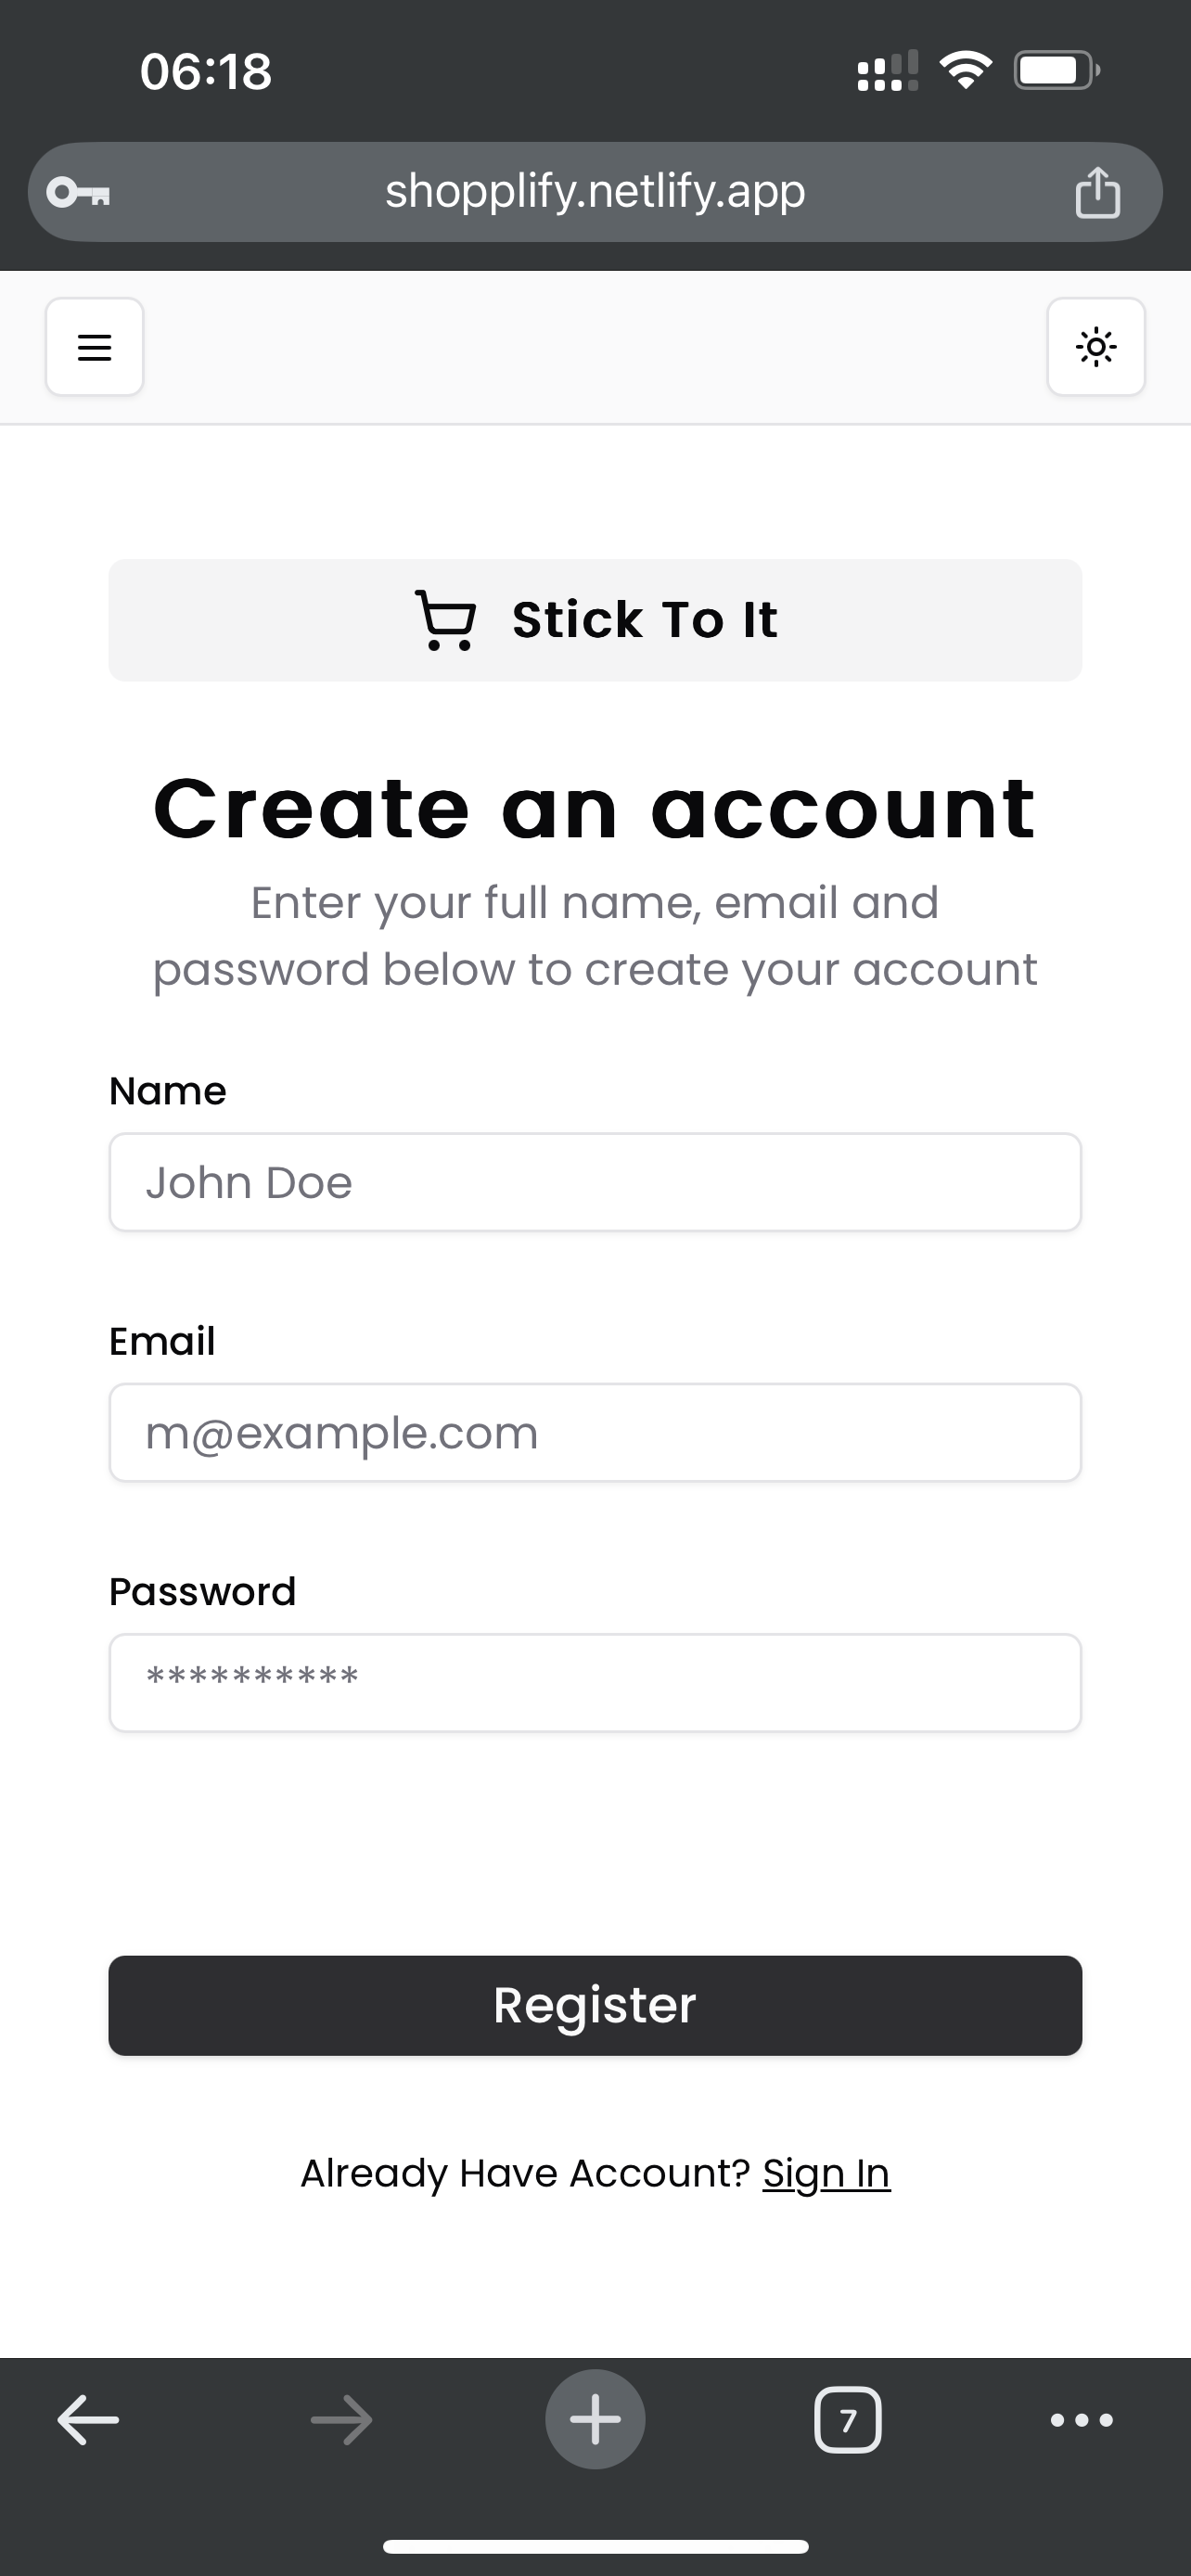 06:18
shopplify.netlify.app
Stick To It
Create an account
Enter your full name, email and
password below to create your account
Name
John Doe
Email
m@example.com
Password
**********
Register
Already Have Account? Sign In
7